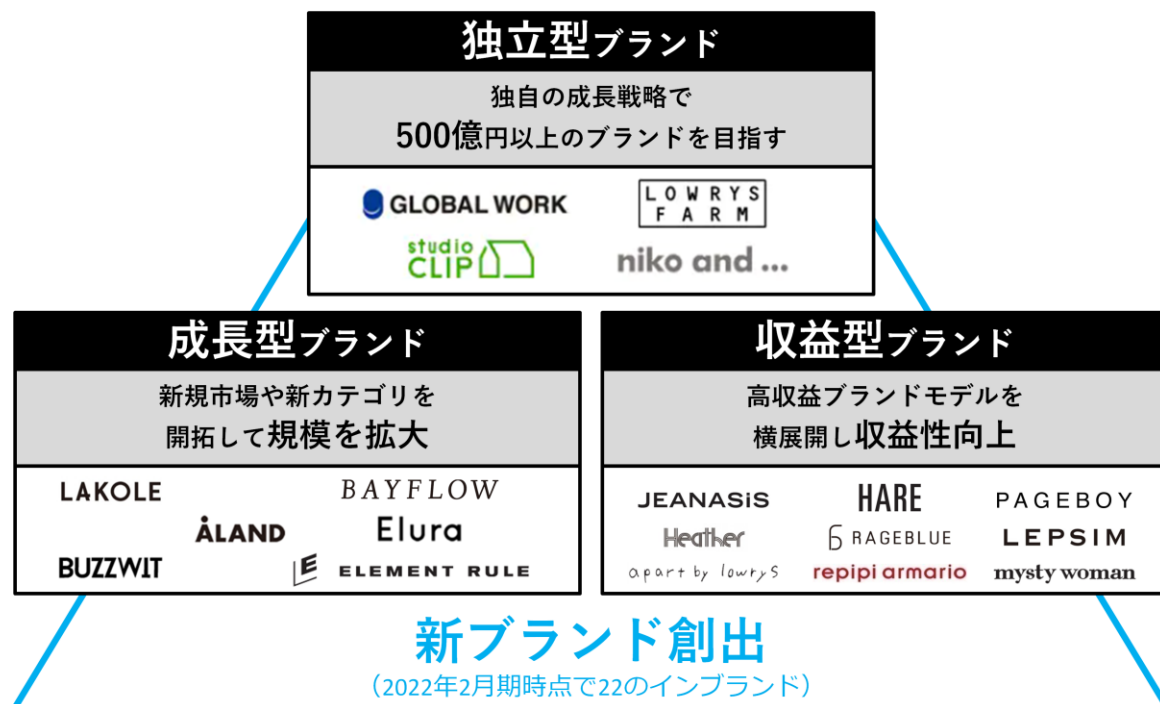 独立型ブランド
独自の成長戦略で
500億円以上のブランドを目指す
GLOBAL WORK
LOWRYS
FARM
studio
CLIP
niko and ...
成長型ブランド
新規市場や新カテゴリを
開拓して規模を拡大
LAKOLE
BAYFLOW
ÅLAND
Elura
BUZZWIT
ELEMENT RULE
収益型ブランド
高収益ブランドモデルを
横展開し収益性向上
JEANASiS
HARE
PAGEBOY
Heather
RAGEBLUE
LEPSIM
apart by lowrys
repipi armario
mysty woman
新ブランド創出
（2022年2月期時点で22のインブランド）